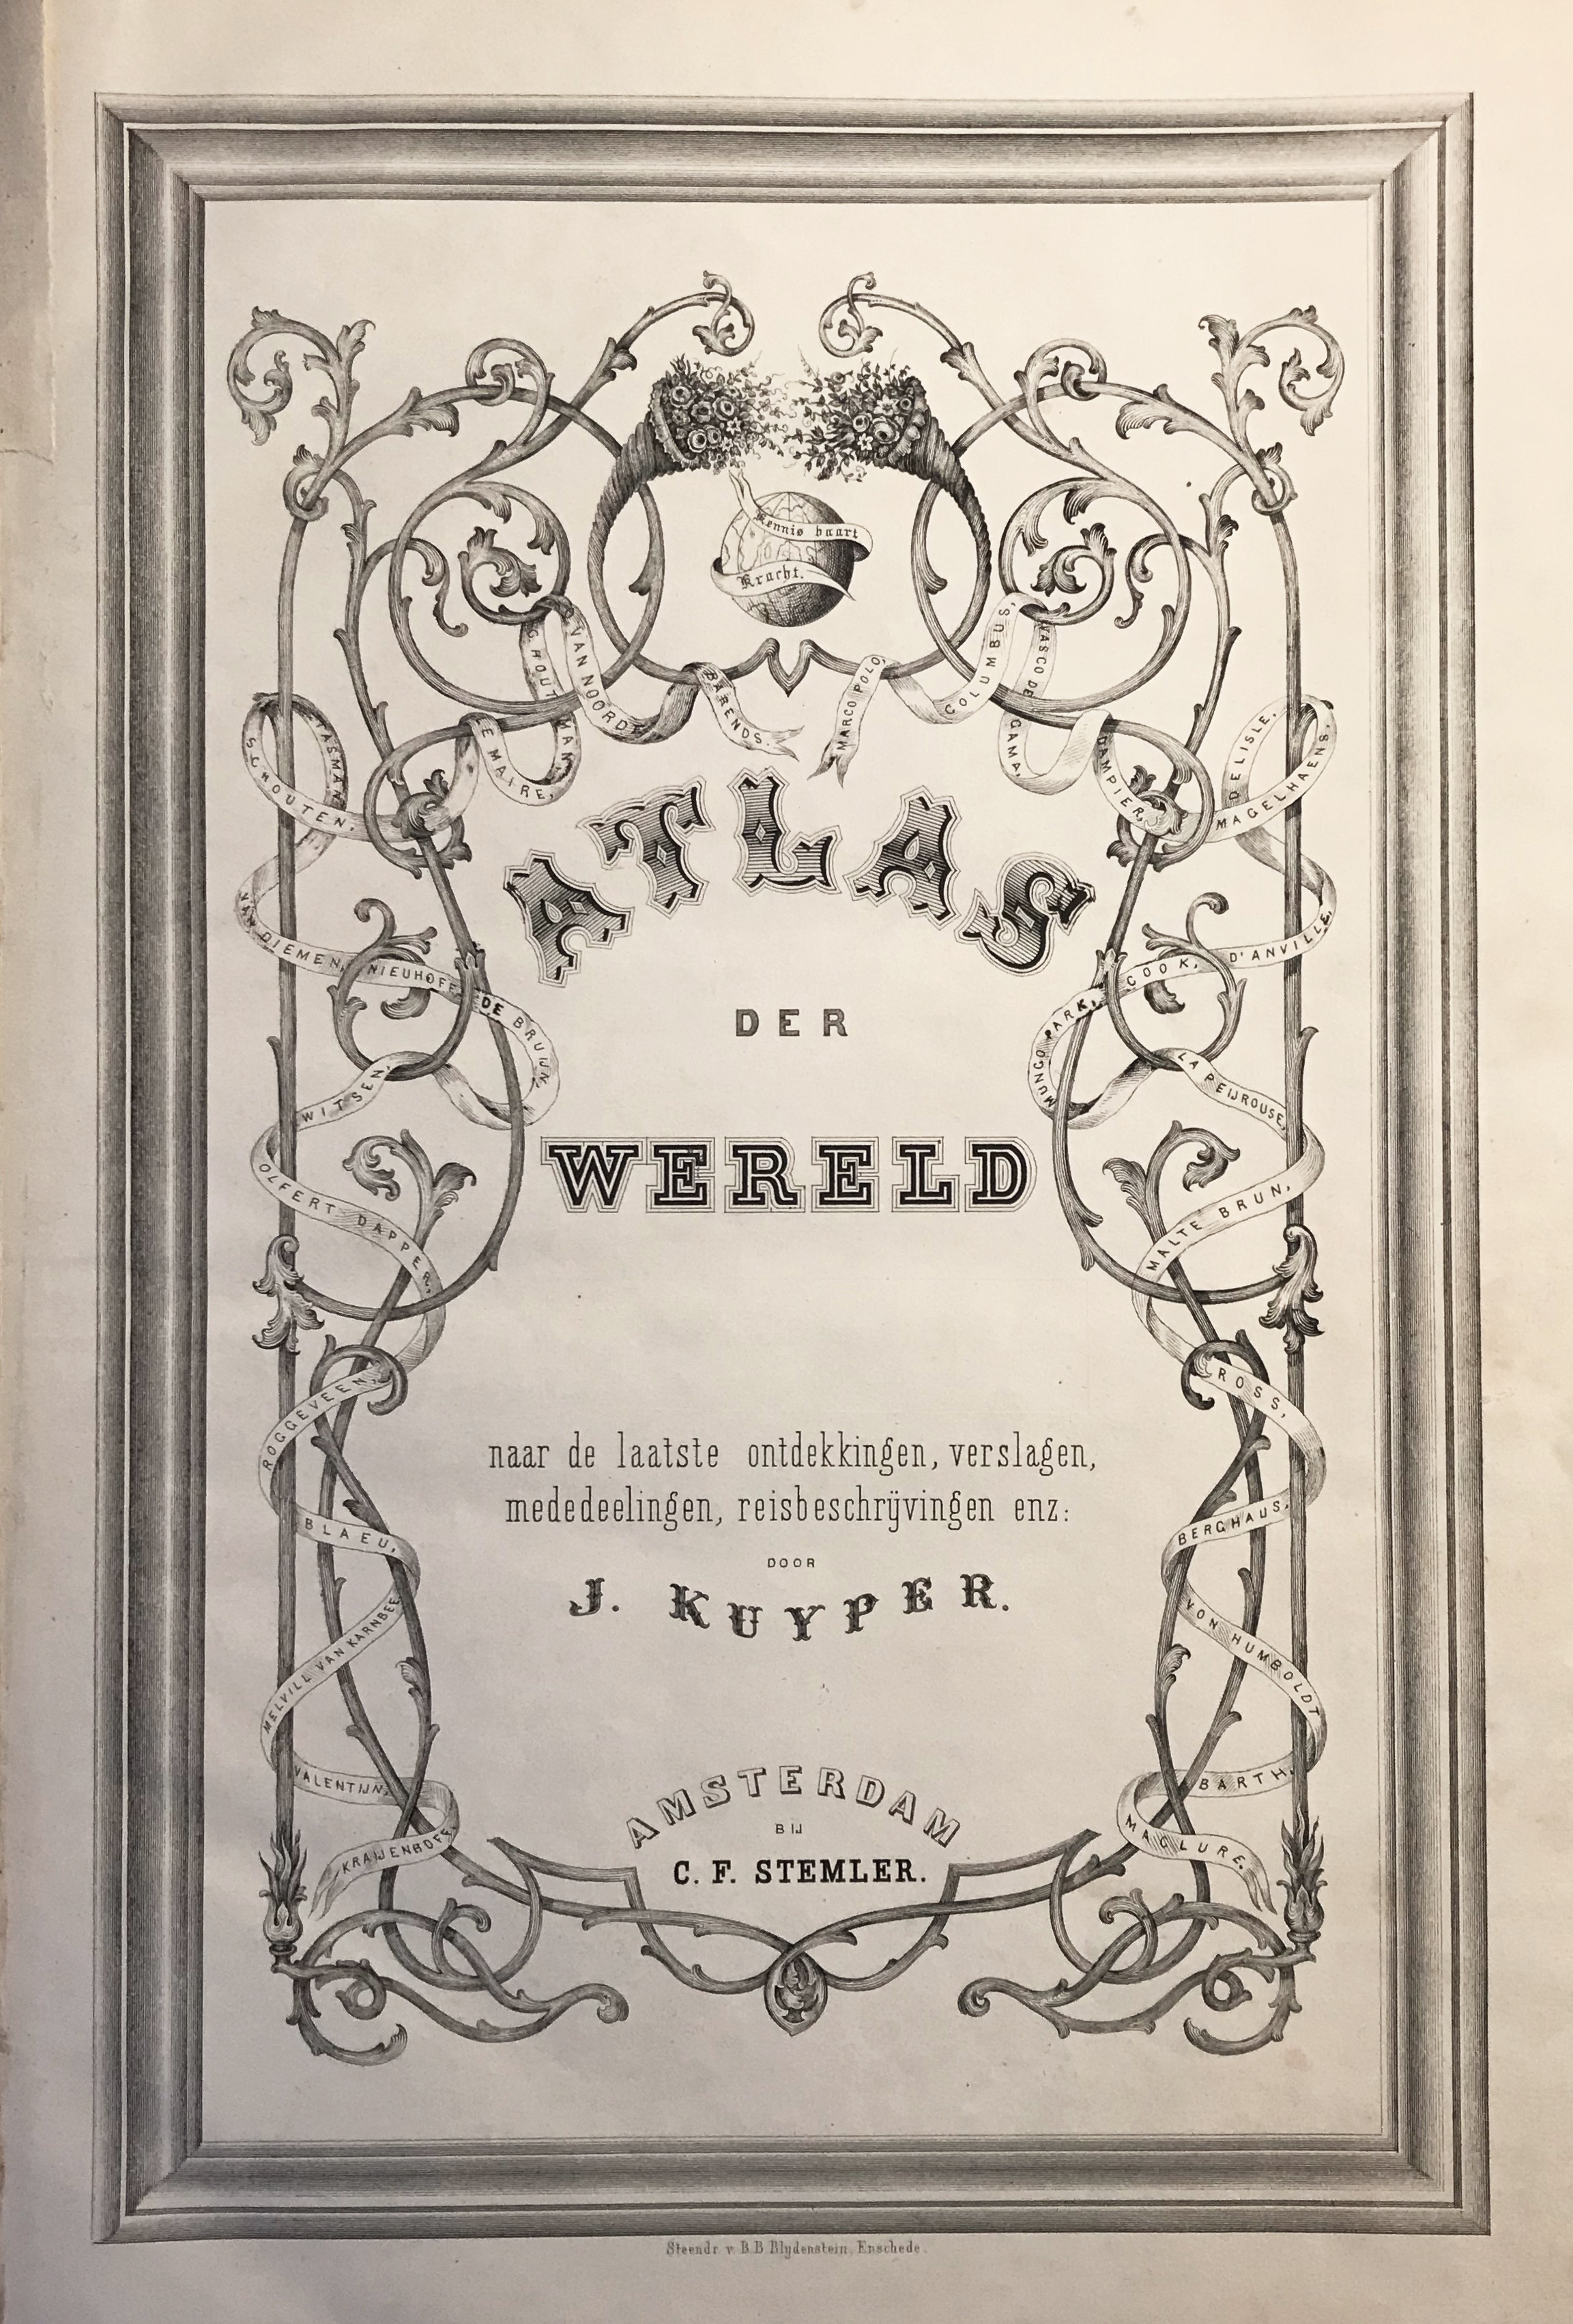 Kennis baart
Kracht.
BARENDS.
VAN NOORDE
G HOUTMAN,
LE MAIRE,
TASMAN
SCHOUTEN,
VAN DIEMEN, NIEUHOFF, DE BRUIJN,
WITSEN,
OLFERT DAPPER,
ROGGEVEEN,
BLAEU,
MELVILL VAN KARNBEE
VALENTIJN,
KRAIJENHOFF,
MARCO POLO,
COLUMBUS,
VASCO DE GAMA,
DAMPIER,
MAGELHAENS.
DELISLE,
D'ANVILLE,
COOK,
MUNGO PARK,
LA PEIJROUSE,
MALTE BRUN,
ROSS,
BERGHAUS,
VON HUMBOLDT
BARTH,
MACLURE.
ATLAS
DER
WERELD
naar de laatste ontdekkingen, verslagen,
mededeelingen, reisbeschrijvingen enz:
DOOR
J. KUYPER.
AMSTERDAM
BIJ
C. F. STEMLER.
Steendr. v. B.B Blijdenstein, Enschede.